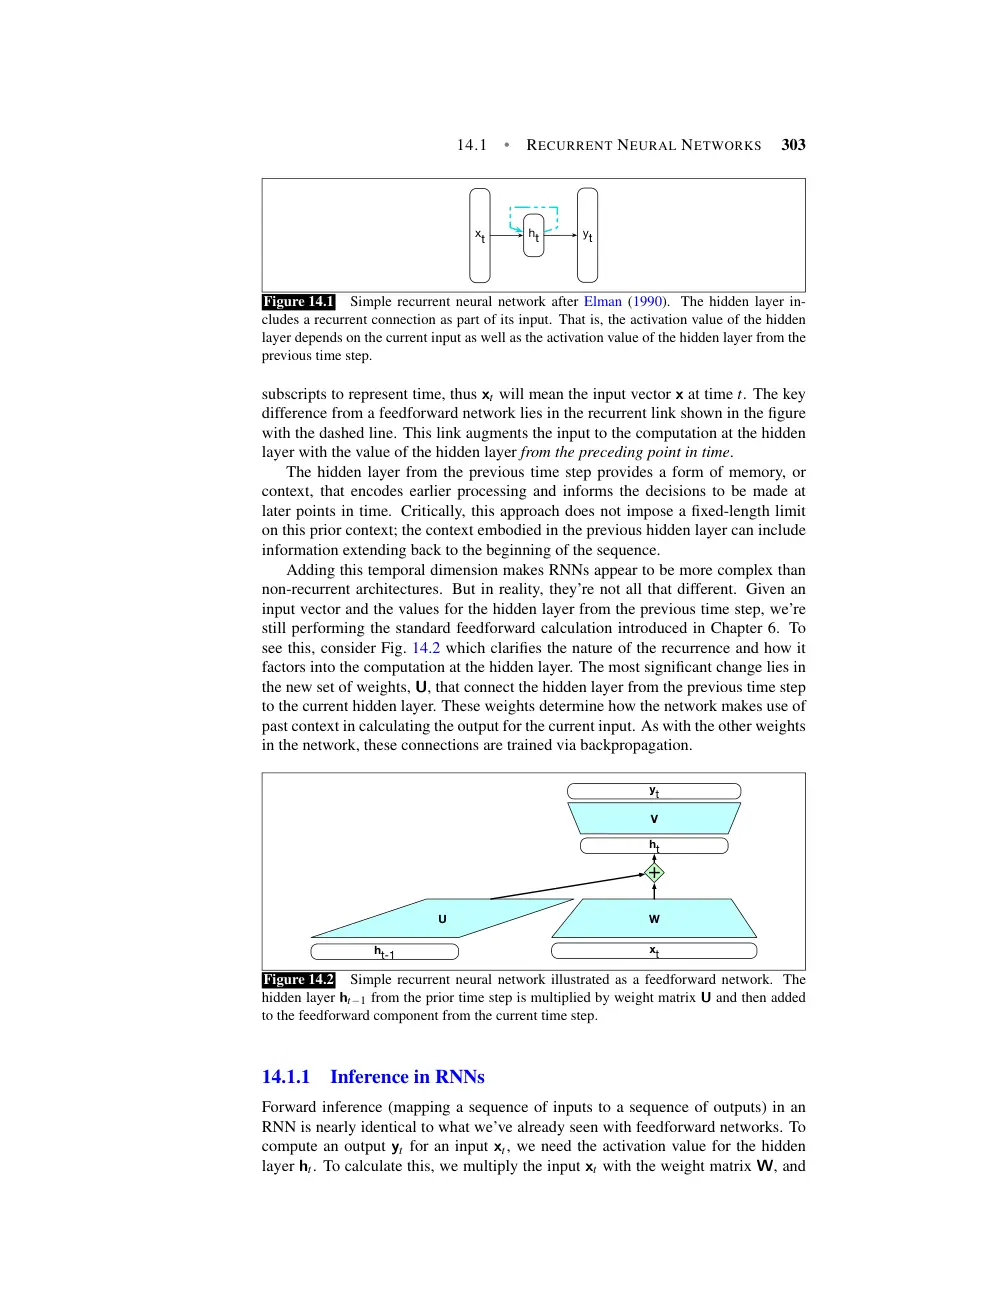 14.1 • RECURRENT NEURAL NETWORKS 303
xt ht yt
Figure 14.1 Simple recurrent neural network after Elman (1990). The hidden layer in-
cludes a recurrent connection as part of its input. That is, the activation value of the hidden
layer depends on the current input as well as the activation value of the hidden layer from the
previous time step.
subscripts to represent time, thus xt will mean the input vector x at time t. The key
difference from a feedforward network lies in the recurrent link shown in the figure
with the dashed line. This link augments the input to the computation at the hidden
layer with the value of the hidden layer from the preceding point in time.
The hidden layer from the previous time step provides a form of memory, or
context, that encodes earlier processing and informs the decisions to be made at
later points in time. Critically, this approach does not impose a fixed-length limit
on this prior context; the context embodied in the previous hidden layer can include
information extending back to the beginning of the sequence.
Adding this temporal dimension makes RNNs appear to be more complex than
non-recurrent architectures. But in reality, they're not all that different. Given an
input vector and the values for the hidden layer from the previous time step, we're
still performing the standard feedforward calculation introduced in Chapter 6. To
see this, consider Fig. 14.2 which clarifies the nature of the recurrence and how it
factors into the computation at the hidden layer. The most significant change lies in
the new set of weights, U, that connect the hidden layer from the previous time step
to the current hidden layer. These weights determine how the network makes use of
past context in calculating the output for the current input. As with the other weights
in the network, these connections are trained via backpropagation.
yt
V
ht
+
U W
ht-1 xt
Figure 14.2 Simple recurrent neural network illustrated as a feedforward network. The
hidden layer ht−1 from the prior time step is multiplied by weight matrix U and then added
to the feedforward component from the current time step.
14.1.1 Inference in RNNs
Forward inference (mapping a sequence of inputs to a sequence of outputs) in an
RNN is nearly identical to what we've already seen with feedforward networks. To
compute an output yt for an input xt, we need the activation value for the hidden
layer ht. To calculate this, we multiply the input xt with the weight matrix W, and